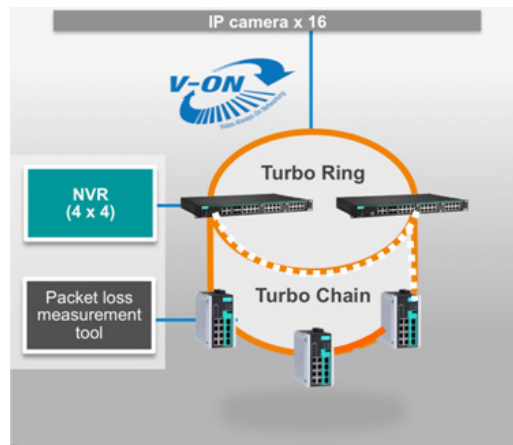 IP camera x 16
V-ON
Video Always-On Networking
Turbo Ring
NVR
(4 x 4)
Turbo Chain
Packet loss
measurement
tool